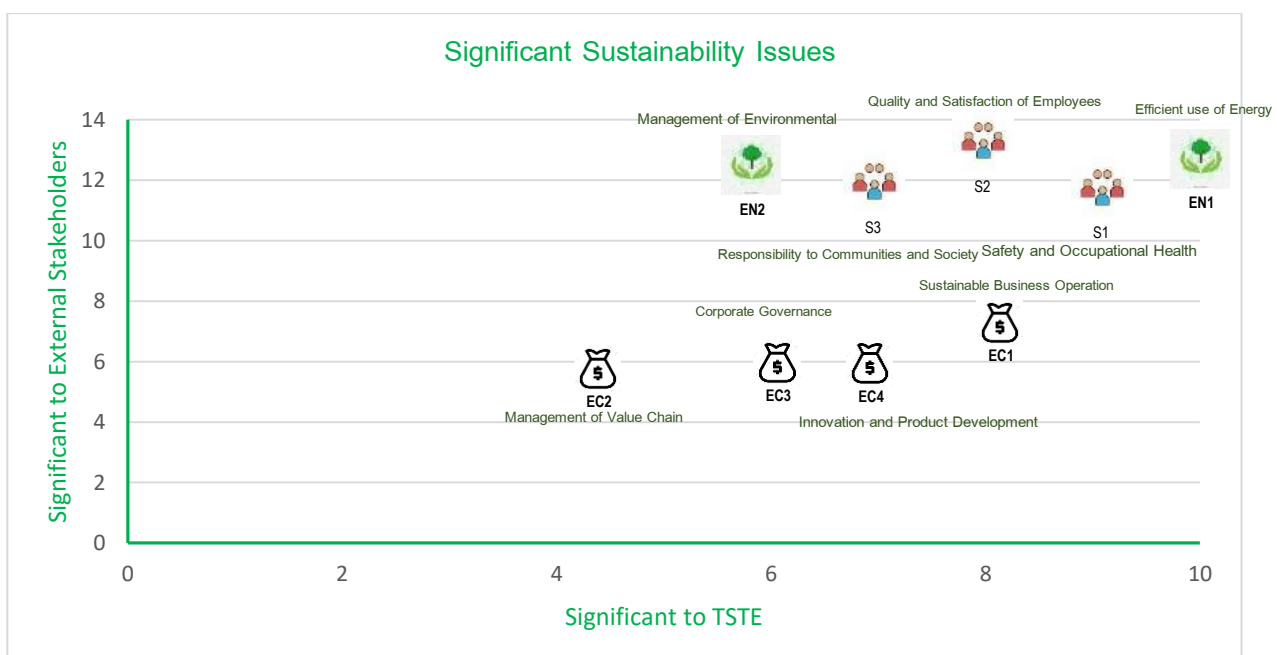 Significant Sustainability Issues
Quality and Satisfaction of Employees
Efficient use of Energy
Management of Environmental
14
12
10
8
6
4
2
0
Significant to External Stakeholders
EN2
S3
S2
S1
EN1
Responsibility to Communities and Society
Safety and Occupational Health
Sustainable Business Operation
Corporate Governance
$
EC1
$
EC2
$
EC3
$
EC4
Management of Value Chain
Innovation and Product Development
0
2
4
6
8
10
Significant to TSTE